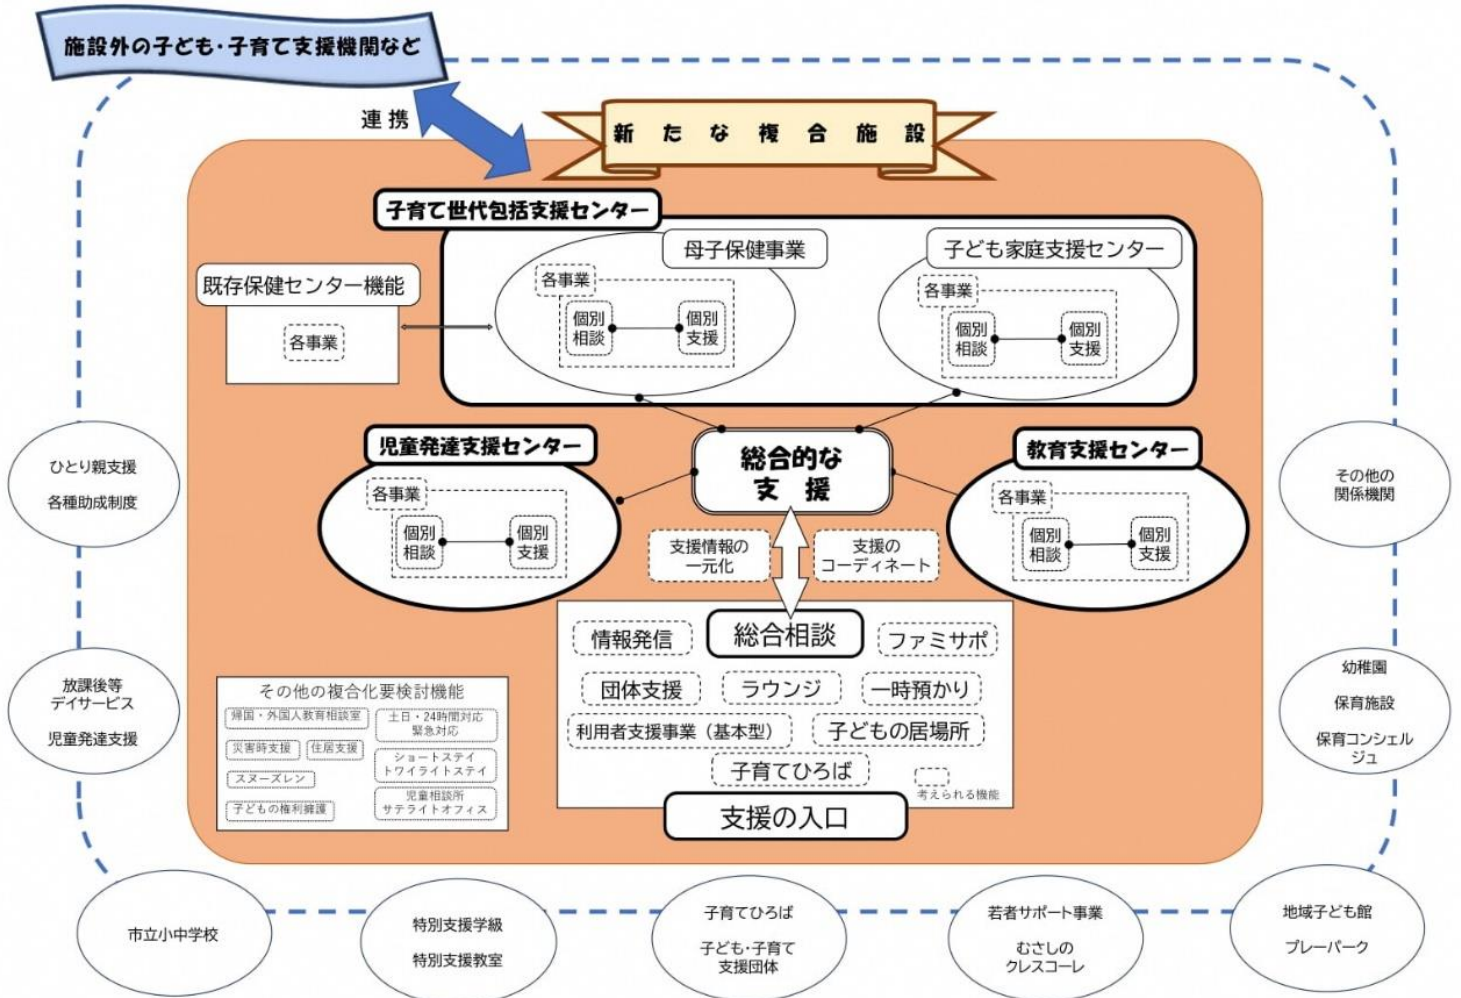 施設外の子ども・子育て支援機関など
連携
新たな複合施設
子育て世代包括支援センター
母子保健事業
各事業
個別
相談
個別
支援
子ども家庭支援センター
各事業
個別
相談
個別
支援
既存保健センター機能
各事業
児童発達支援センター
各事業
個別
相談
個別
支援
総合的な
支援
教育支援センター
各事業
個別
相談
個別
支援
支援情報の
一元化
支援の
コーディネート
情報発信
総合相談
ファミサポ
団体支援
ラウンジ
一時預かり
利用者支援事業（基本型）
子どもの居場所
子育てひろば
考えられる機能
支援の入口
その他の複合化要検討機能
帰国・外国人教育相談室
土日・24時間対応
緊急対応
災害時支援
住居支援
ショートステイ
トワイライトステイ
スヌーズレン
子どもの権利擁護
児童相談所
サテライトオフィス
ひとり親支援
各種助成制度
放課後等
デイサービス
児童発達支援
その他の
関係機関
幼稚園
保育施設
保育コンシェル
ジュ
市立小中学校
特別支援学級
特別支援教室
子育てひろば
子ども・子育て
支援団体
若者サポート事業
むさしの
クレスコーレ
地域子ども館
プレーパーク